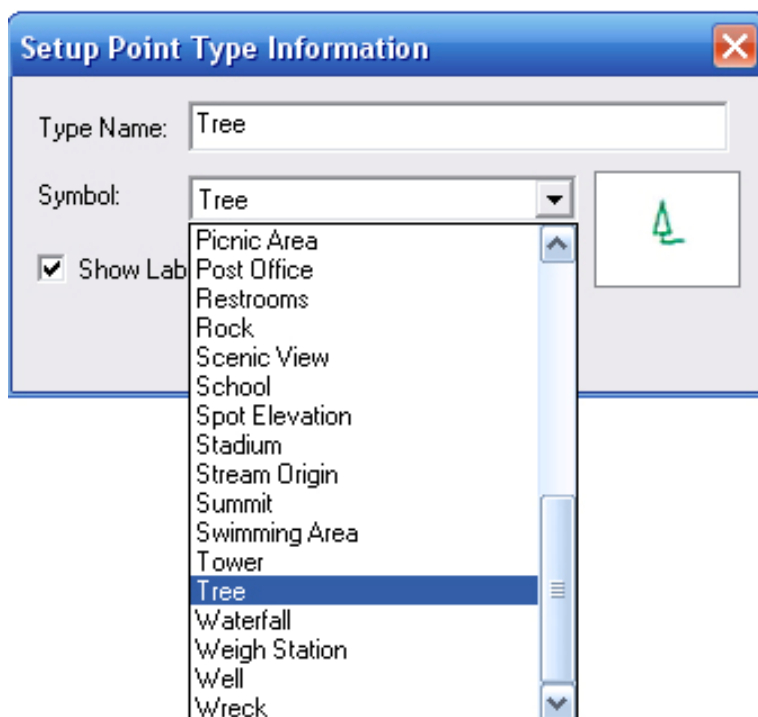 Setup Point Type Information
Type Name: Tree
Symbol: Tree
Picnic Area
Show Lab Post Office
Restrooms
Rock
Scenic View
School
Spot Elevation
Stadium
Stream Origin
Summit
Swimming Area
Tower
Tree
Waterfall
Weigh Station
Well
Wreck